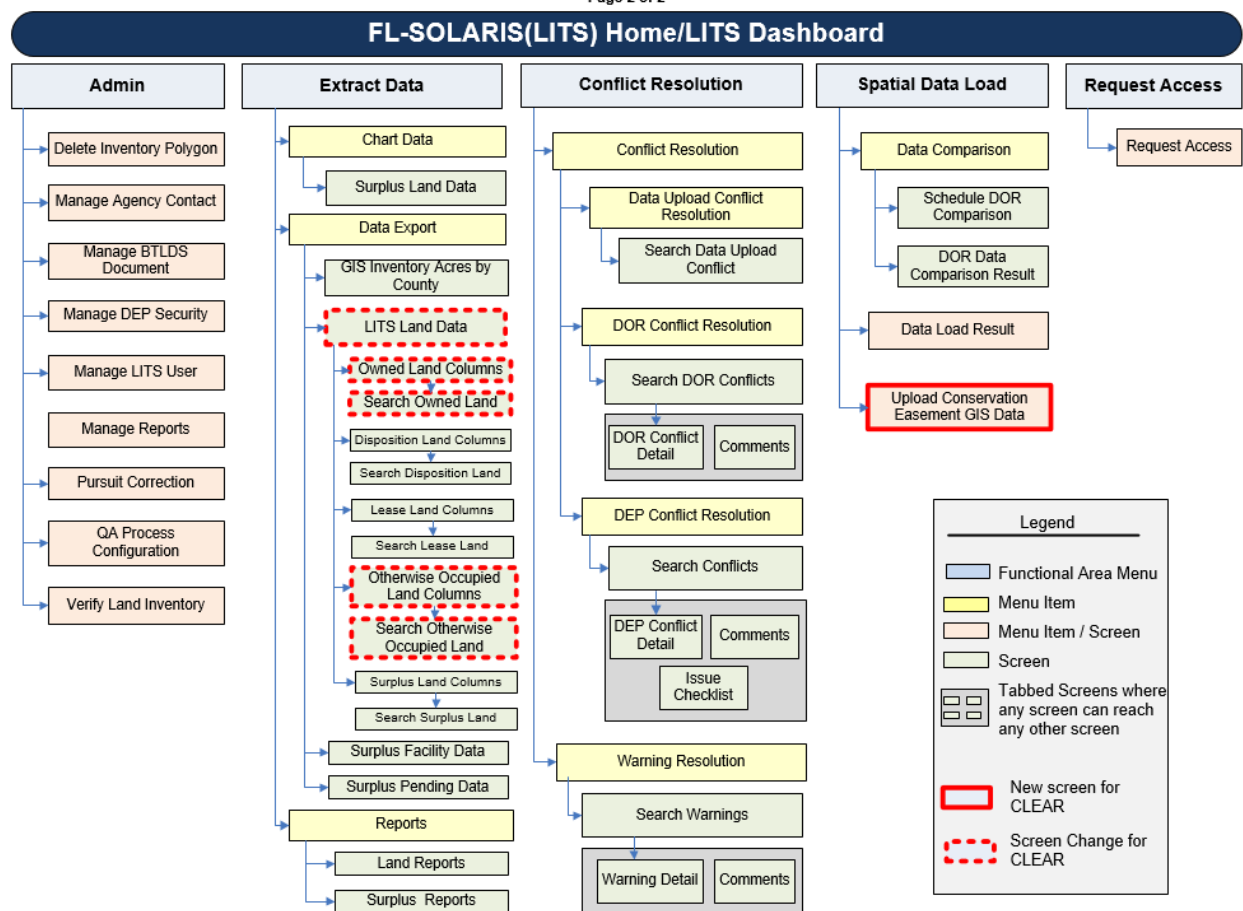 Page 2 of 2
FL-SOLARIS(LITS) Home/LITS Dashboard
Admin
Delete Inventory Polygon
Manage Agency Contact
Manage BTLDS
Document
Manage DEP Security
Manage LITS User
Manage Reports
Pursuit Correction
QA Process
Configuration
Verify Land Inventory
Extract Data
Chart Data
Surplus Land Data
Data Export
GIS Inventory Acres by
County
LITS Land Data
Owned Land Columns
Search Owned Land
Disposition Land Columns
Search Disposition Land
Lease Land Columns
Search Lease Land
Otherwise Occupied
Land Columns
Search Otherwise
Occupied Land
Surplus Land Columns
Search Surplus Land
Surplus Facility Data
Surplus Pending Data
Reports
Land Reports
Surplus Reports
Conflict Resolution
Conflict Resolution
Data Upload Conflict
Resolution
Search Data Upload
Conflict
DOR Conflict Resolution
Search DOR Conflicts
DOR Conflict
Detail
Comments
DEP Conflict Resolution
Search Conflicts
DEP Conflict
Detail
Comments
Issue
Checklist
Warning Resolution
Search Warnings
Warning Detail
Comments
Spatial Data Load
Data Comparison
Schedule DOR
Comparison
DOR Data
Comparison Result
Data Load Result
Upload Conservation
Easement GIS Data
Request Access
Request Access
Legend
Functional Area Menu
Menu Item
Menu Item / Screen
Screen
Tabbed Screens where
any screen can reach
any other screen
New screen for
CLEAR
Screen Change for
CLEAR